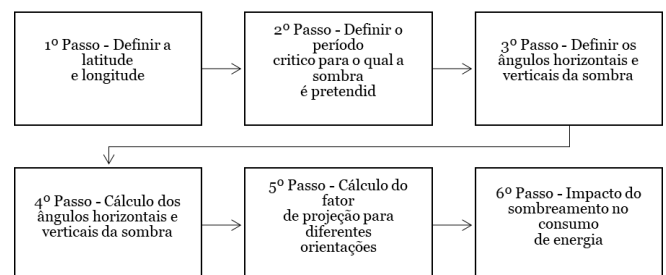 1º Passo - Definir a
latitude
e longitude
2º Passo - Definir o
período
critico para o qual a
sombra
é pretendid
3º Passo - Definir os
ângulos horizontais e
verticais da sombra
4º Passo - Cálculo dos
ângulos horizontais e
verticais da sombra
5º Passo - Cálculo do
fator
de projeção para
diferentes
orientações
6º Passo - Impacto do
sombreamento no
consumo
de energia